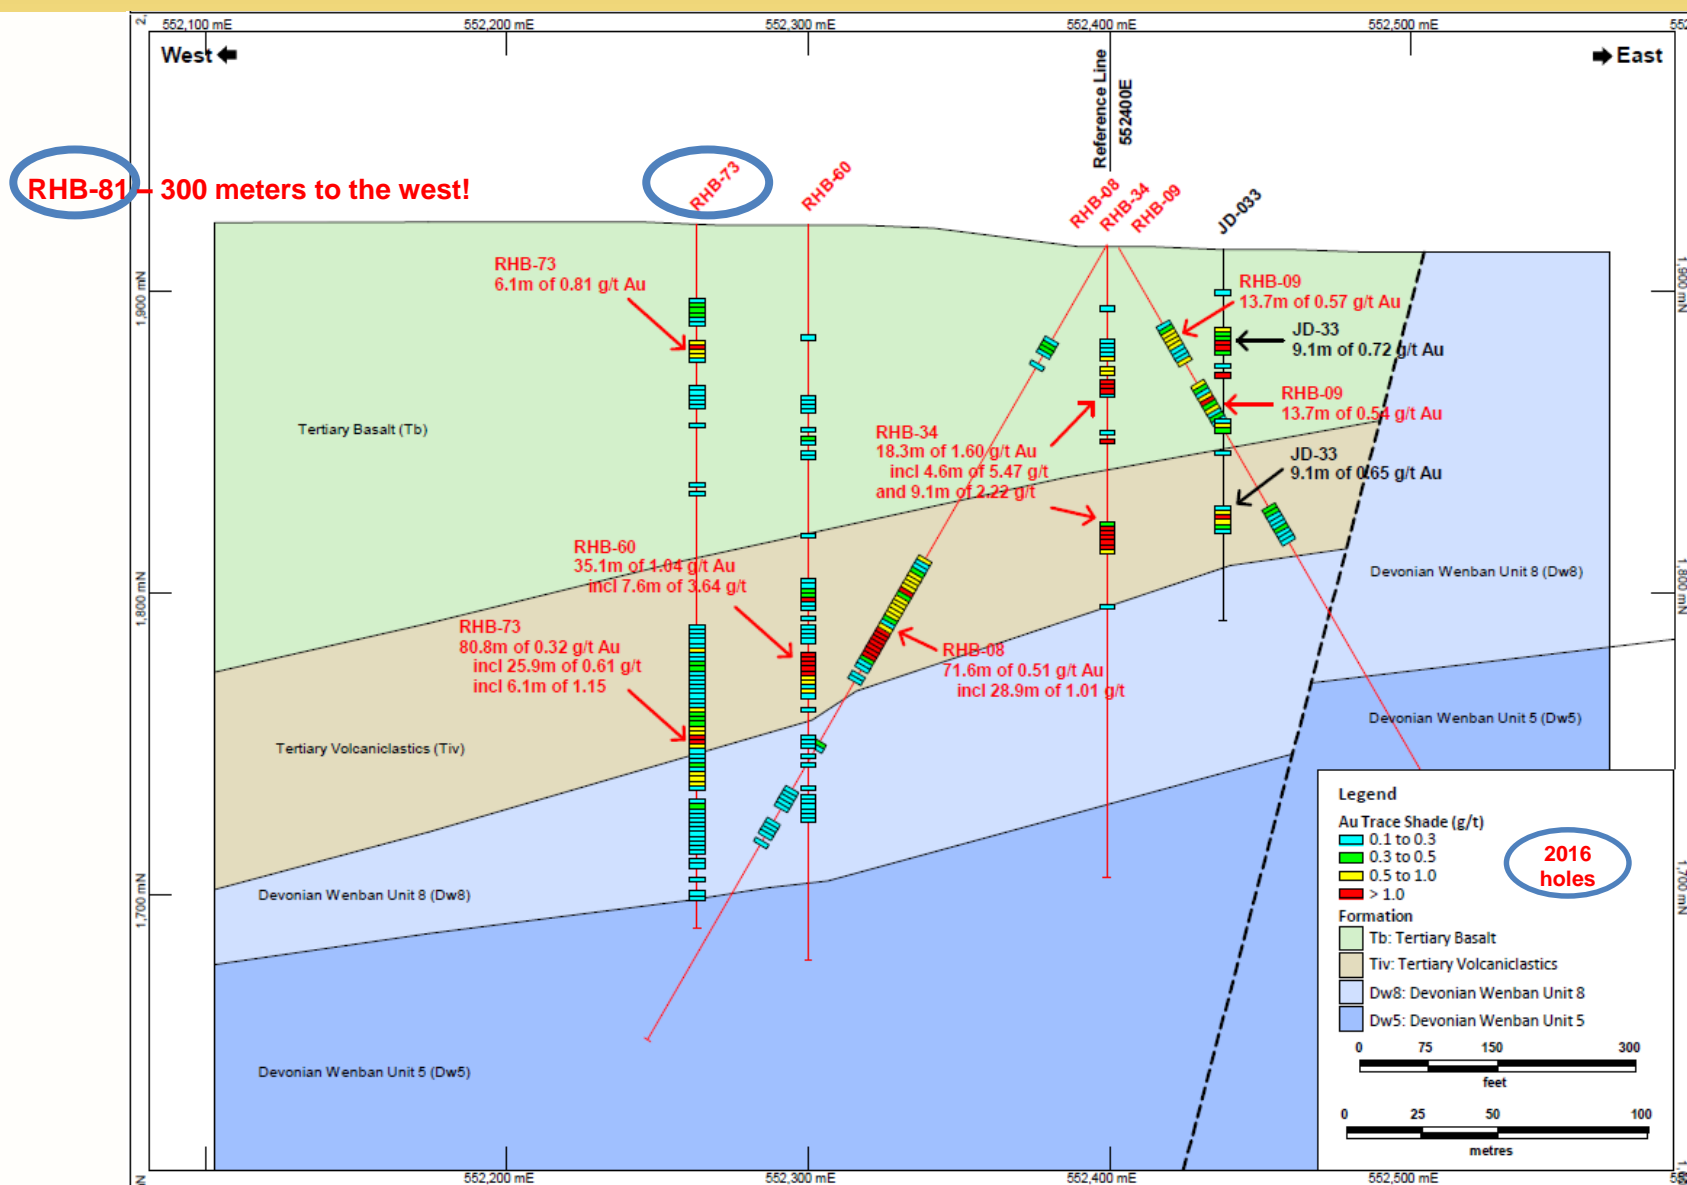 552,100 mE
552,200 mE
552,300 mE
552,400 mE
552,500 mE
West
East
Reference Line
552400E
RHB-81 – 300 meters to the west!
RHB-73
RHB-60
RHB-08
RHB-34
RHB-09
JD-033
1,900 mN
1,900 mN
RHB-73
6.1m of 0.81 g/t Au
RHB-09
13.7m of 0.57 g/t Au
JD-33
9.1m of 0.72 g/t Au
RHB-09
13.7m of 0.54 g/t Au
Tertiary Basalt (Tb)
RHB-34
18.3m of 1.60 g/t Au
incl 4.6m of 5.47 g/t
and 9.1m of 2.22 g/t
JD-33
9.1m of 0.65 g/t Au
RHB-60
35.1m of 1.04 g/t Au
incl 7.6m of 3.64 g/t
1,800 mN
1,800 mN
Devonian Wenban Unit 8 (Dw8)
RHB-73
80.8m of 0.32 g/t Au
incl 25.9m of 0.61 g/t
incl 6.1m of 1.15
RHB-08
71.6m of 0.51 g/t Au
incl 28.9m of 1.01 g/t
Devonian Wenban Unit 5 (Dw5)
Tertiary Volcaniclastics (Tiv)
Devonian Wenban Unit 8 (Dw8)
1,700 mN
1,700 mN
Devonian Wenban Unit 5 (Dw5)
Legend
Au Trace Shade (g/t)
0.1 to 0.3
0.3 to 0.5
0.5 to 1.0
> 1.0
2016
holes
Formation
Tb: Tertiary Basalt
Tiv: Tertiary Volcaniclastics
Dw8: Devonian Wenban Unit 8
Dw5: Devonian Wenban Unit 5
0 75 150 300
feet
0 25 50 100
metres
552,200 mE
552,300 mE
552,400 mE
552,500 mE